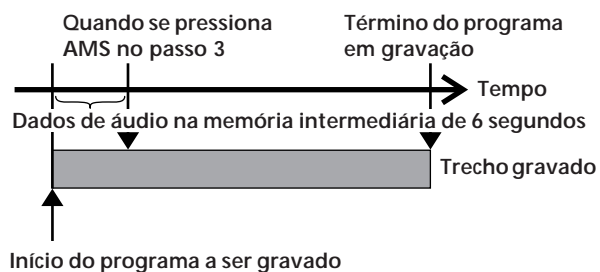 Quando se pressiona
AMS no passo 3
Término do programa
em gravação
Tempo
Dados de áudio na memória intermediária de 6 segundos
Trecho gravado
Início do programa a ser gravado